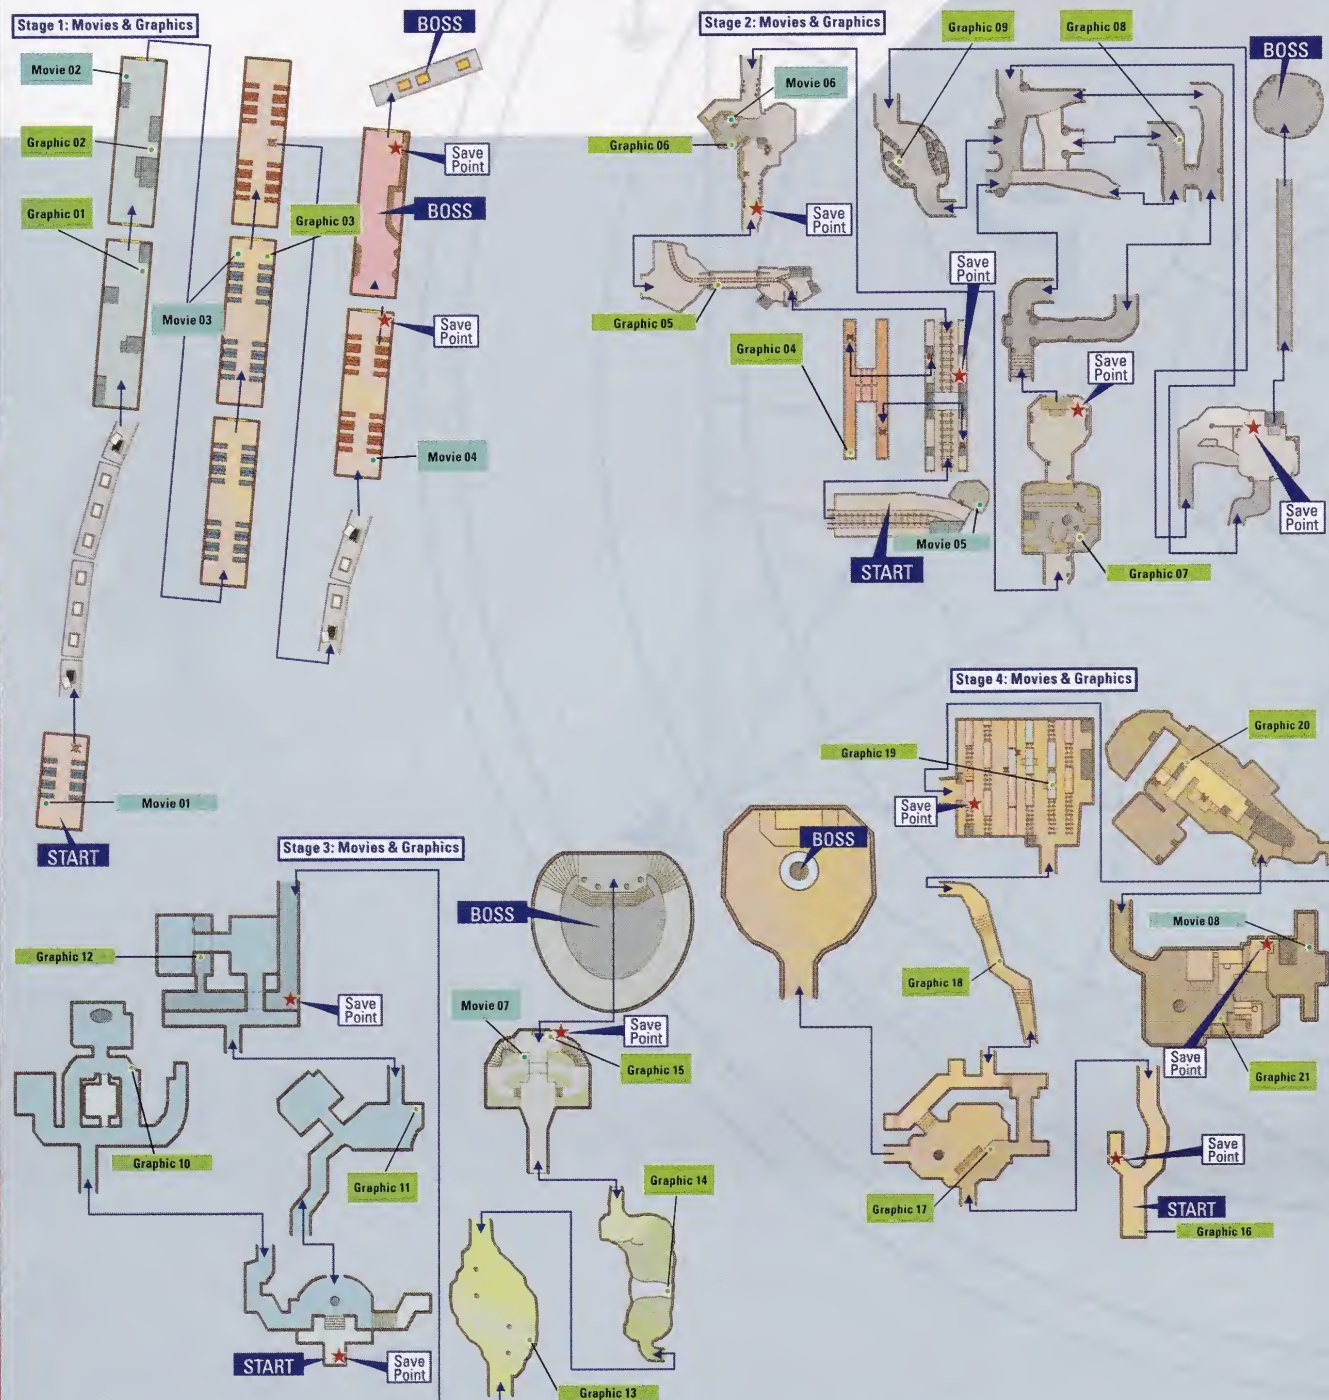 Stage 1: Movies & Graphics
Movie 02
Graphic 02
Graphic 01
Movie 03
Graphic 03
BOSS
Save
Point
BOSS
Save
Point
Movie 04
Movie 01
START
Stage 2: Movies & Graphics
Graphic 09
Graphic 08
BOSS
Movie 06
Graphic 06
Save
Point
Save
Point
Graphic 05
Graphic 04
Save
Point
Movie 05
START
Graphic 07
Save
Point
Stage 3: Movies & Graphics
BOSS
Graphic 12
Save
Point
Movie 07
Save
Point
Graphic 15
Graphic 10
Graphic 11
Graphic 14
START
Save
Point
Graphic 13
Stage 4: Movies & Graphics
Graphic 20
Graphic 19
Save
Point
BOSS
Movie 08
Graphic 18
Save
Point
Graphic 21
Save
Point
START
Graphic 17
Graphic 16